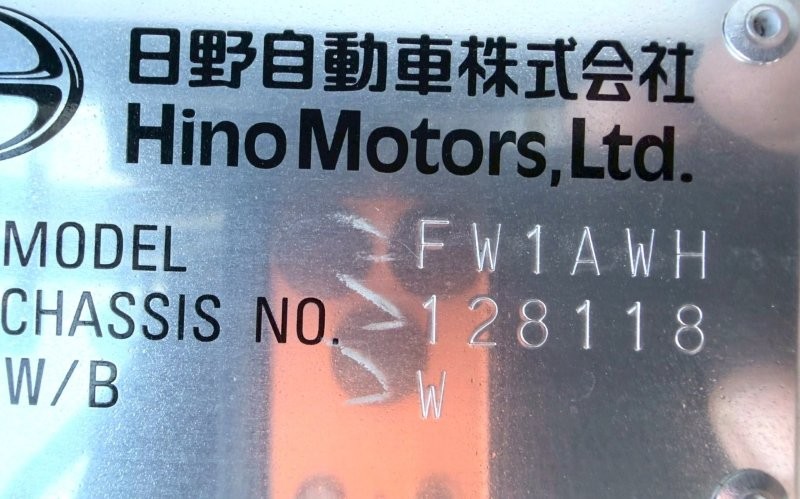 日野自動車株式会社
Hino Motors, Ltd.
MODEL FW1AWH
CHASSIS NO. 128118
W/B W